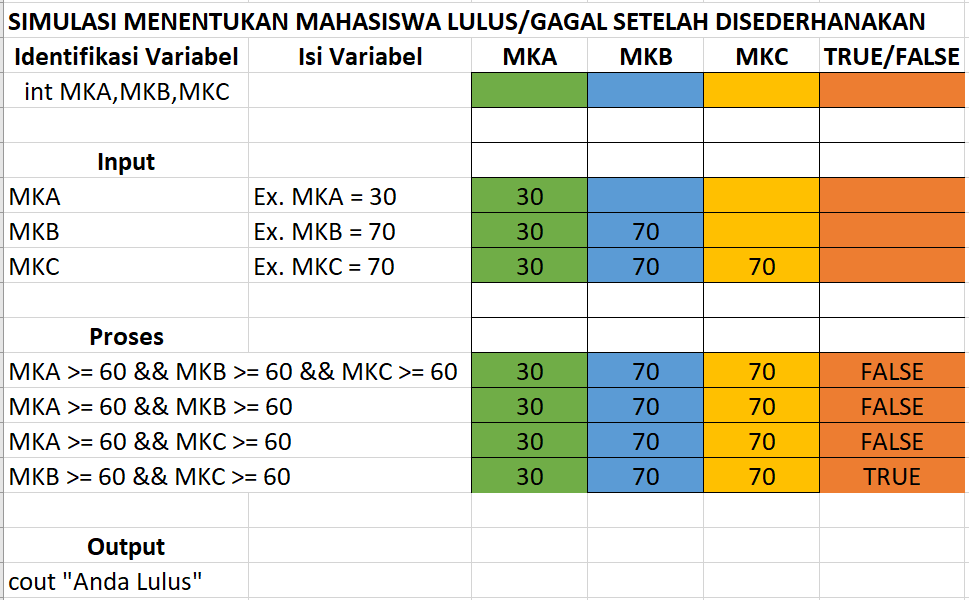 SIMULASI MENENTUKAN MAHASISWA LULUS/GAGAL SETELAH DISEDERHANAKAN
Identifikasi Variabel Isi Variabel MKA MKB MKC TRUE/FALSE
int MKA,MKB,MKC
Input
MKA Ex. MKA = 30 30
MKB Ex. MKB = 70 30 70
MKC Ex. MKC = 70 30 70 70
Proses
MKA >= 60 && MKB >= 60 && MKC >= 60 30 70 70 FALSE
MKA >= 60 && MKB >= 60 30 70 70 FALSE
MKA >= 60 && MKC >= 60 30 70 70 FALSE
MKB >= 60 && MKC >= 60 30 70 70 TRUE
Output
cout "Anda Lulus"